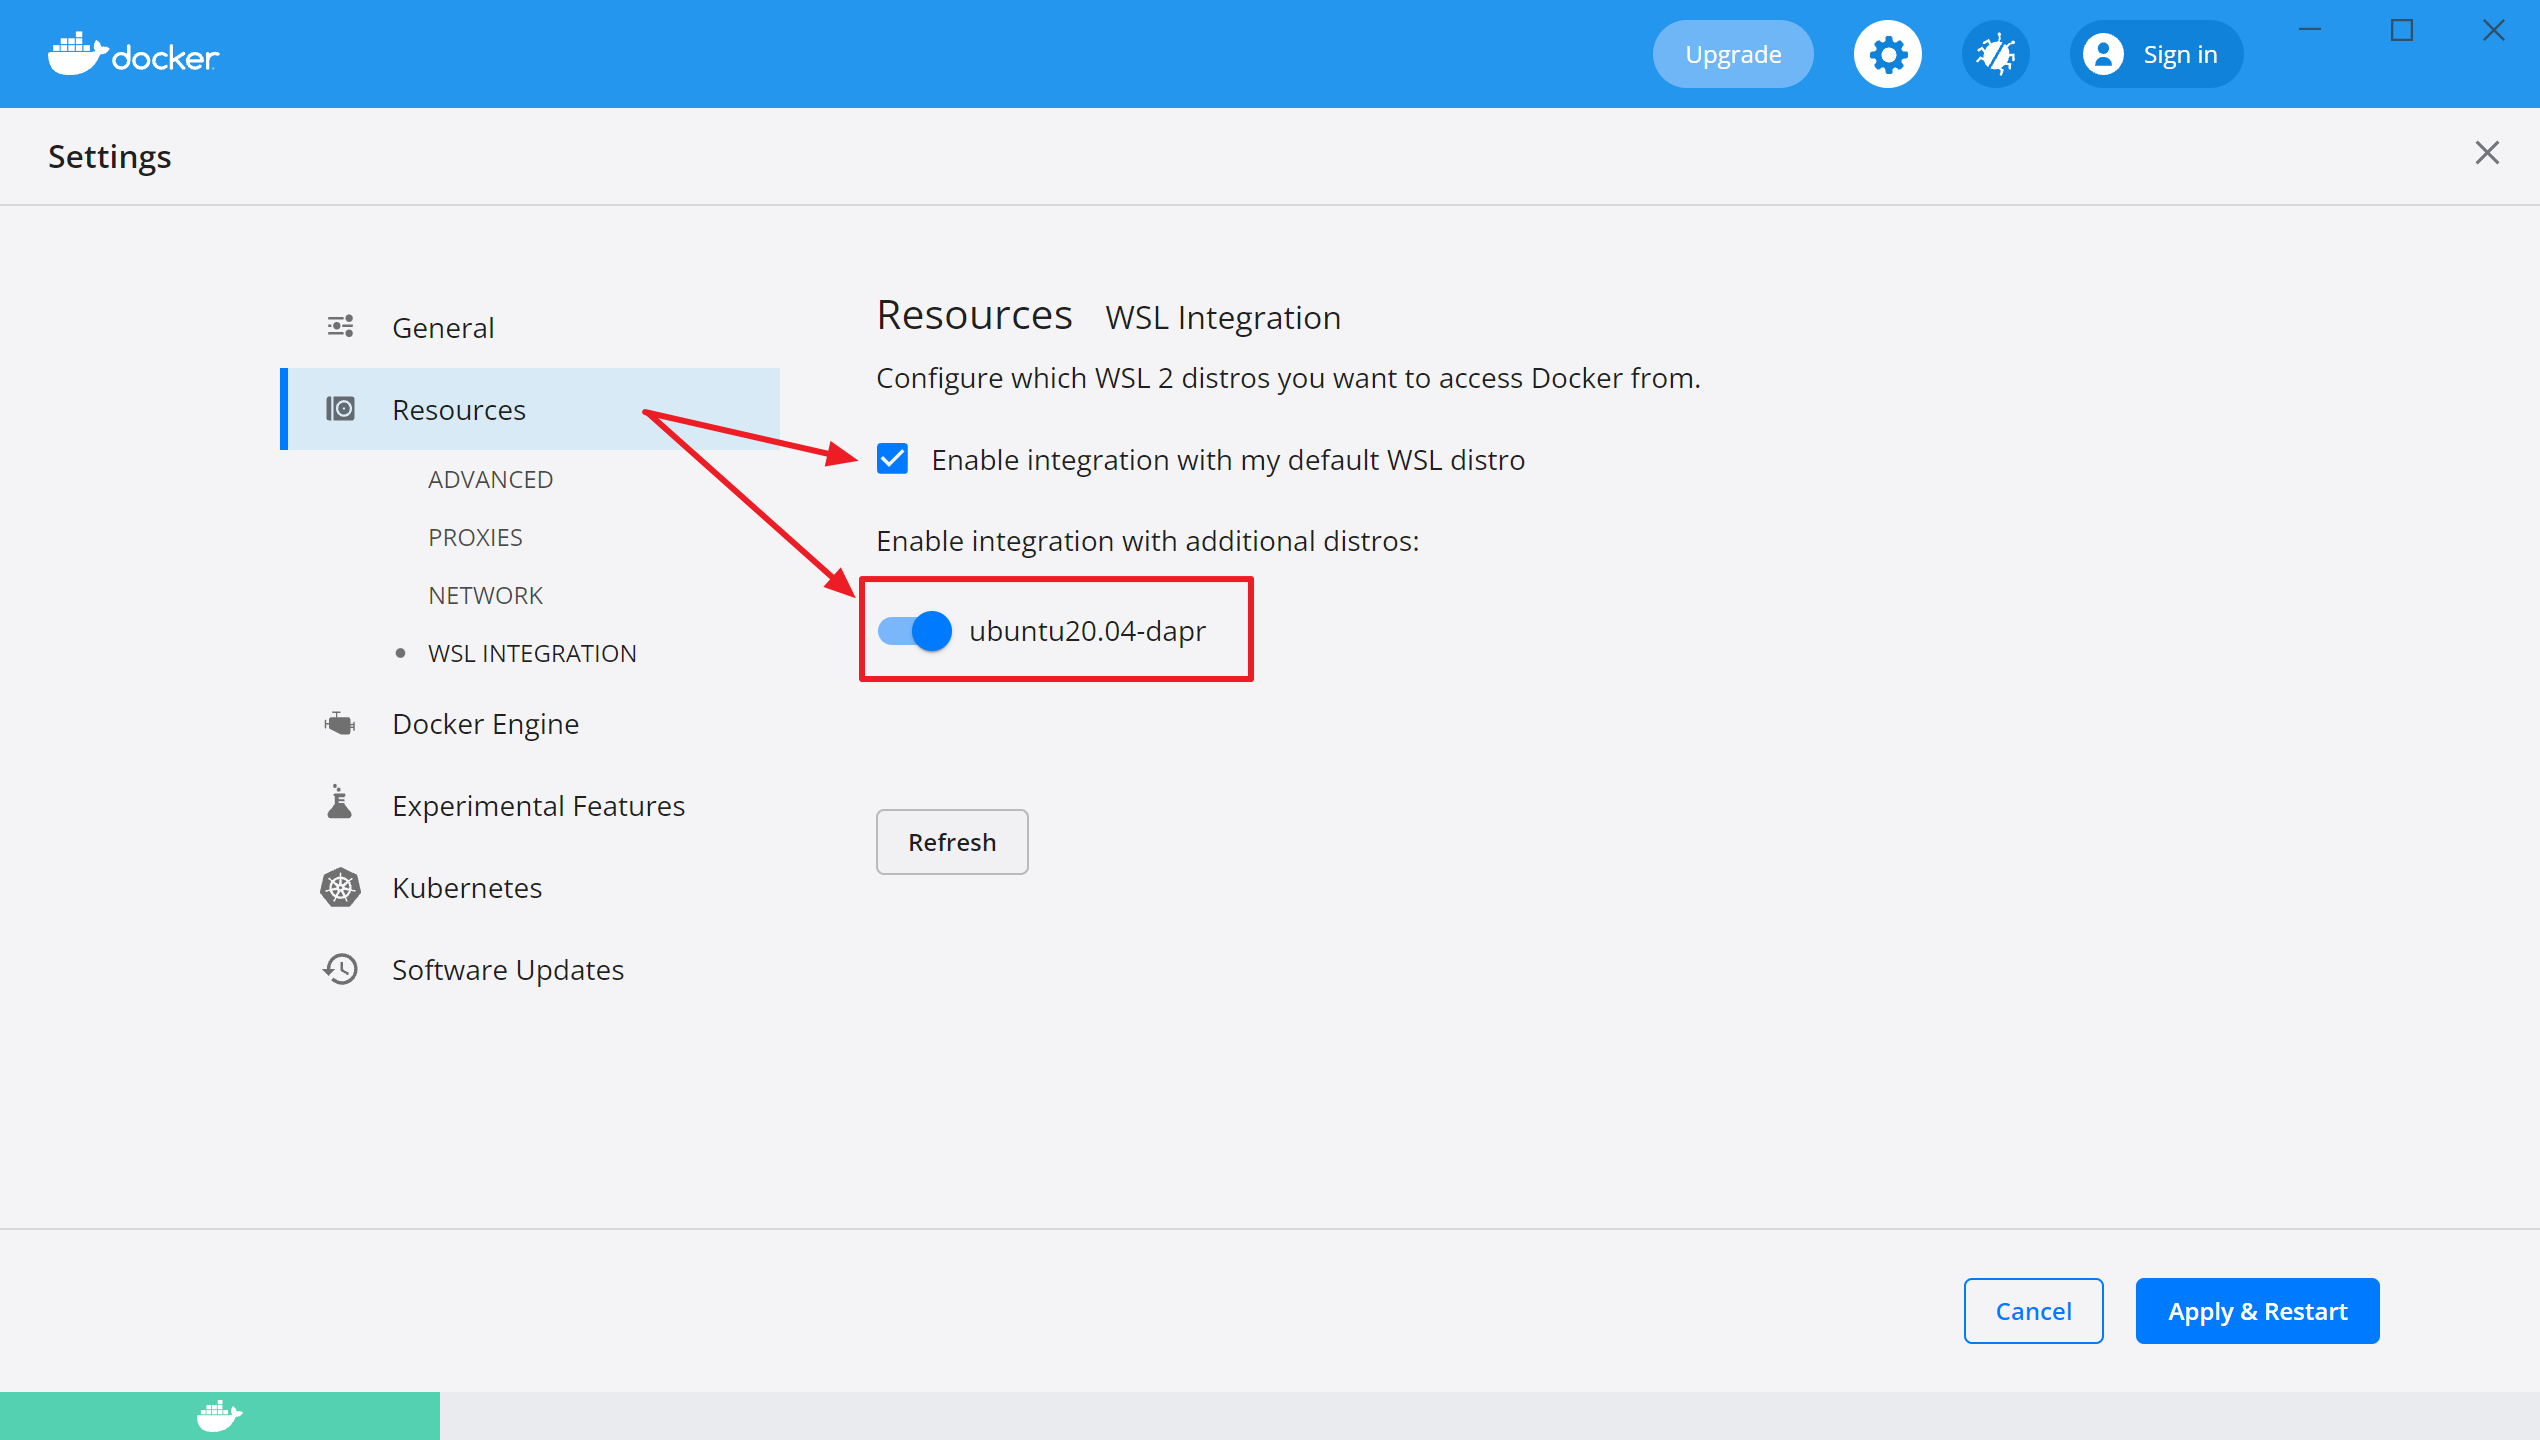 docker
Upgrade
Sign in
Settings
General
Resources
ADVANCED
PROXIES
NETWORK
WSL INTEGRATION
Docker Engine
Experimental Features
Kubernetes
Software Updates
Resources WSL Integration
Configure which WSL 2 distros you want to access Docker from.
Enable integration with my default WSL distro
Enable integration with additional distros:
ubuntu20.04-dapr
Refresh
Cancel
Apply & Restart